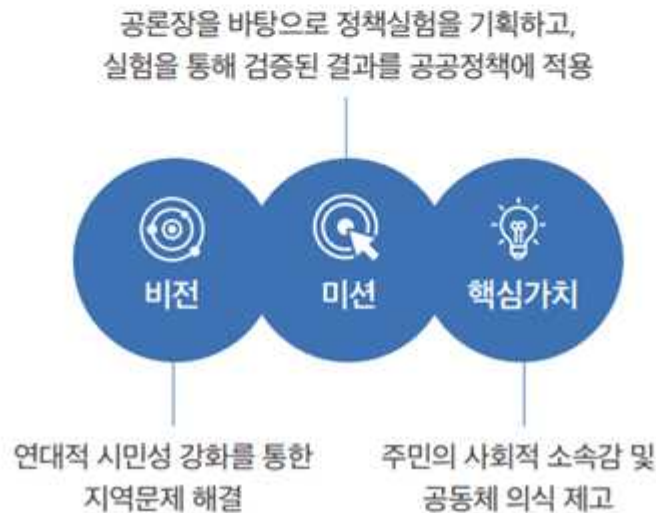 공론장을 바탕으로 정책실험을 기획하고,
실험을 통해 검증된 결과를 공공정책에 적용
비전
미션
핵심가치
연대적 시민성 강화를 통한
지역문제 해결
주민의 사회적 소속감 및
공동체 의식 제고